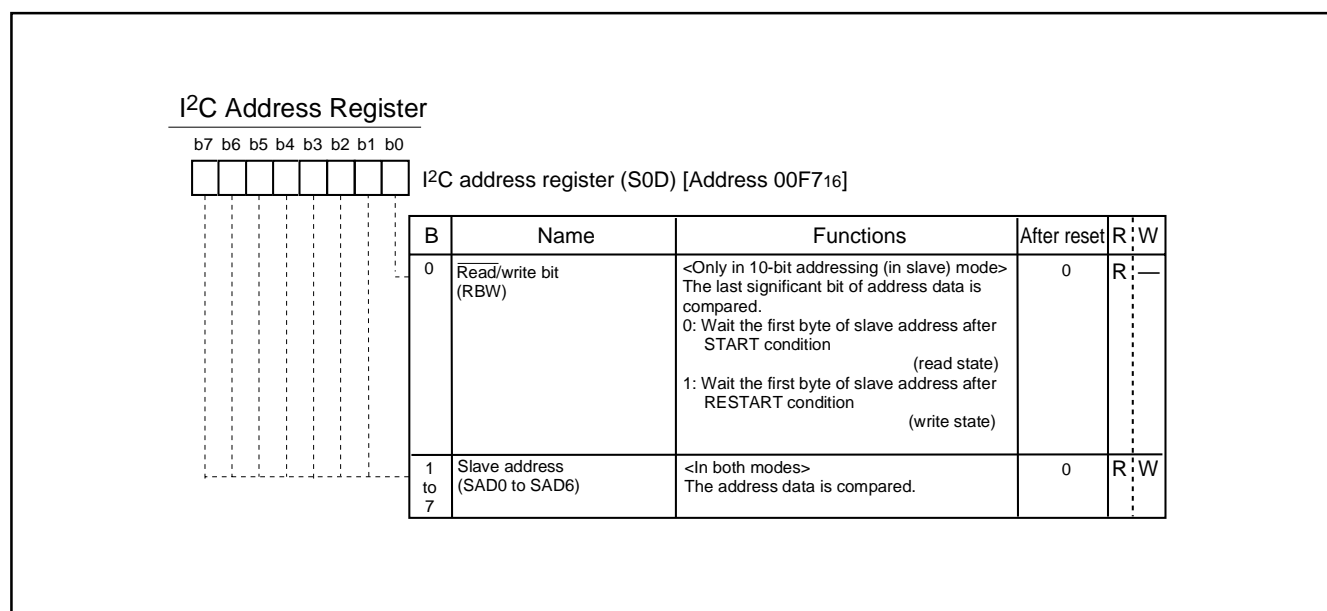 I2C Address Register
b7 b6 b5 b4 b3 b2 b1 b0
I2C address register (S0D) [Address 00F716]
B Name Functions After reset R W
0 Read/write bit (RBW) <Only in 10-bit addressing (in slave) mode> 0 R —
The last significant bit of address data is
compared.
0: Wait the first byte of slave address after
START condition
(read state)
1: Wait the first byte of slave address after
RESTART condition
(write state)
1 to 7 Slave address (SAD0 to SAD6) <In both modes> 0 R W
The address data is compared.